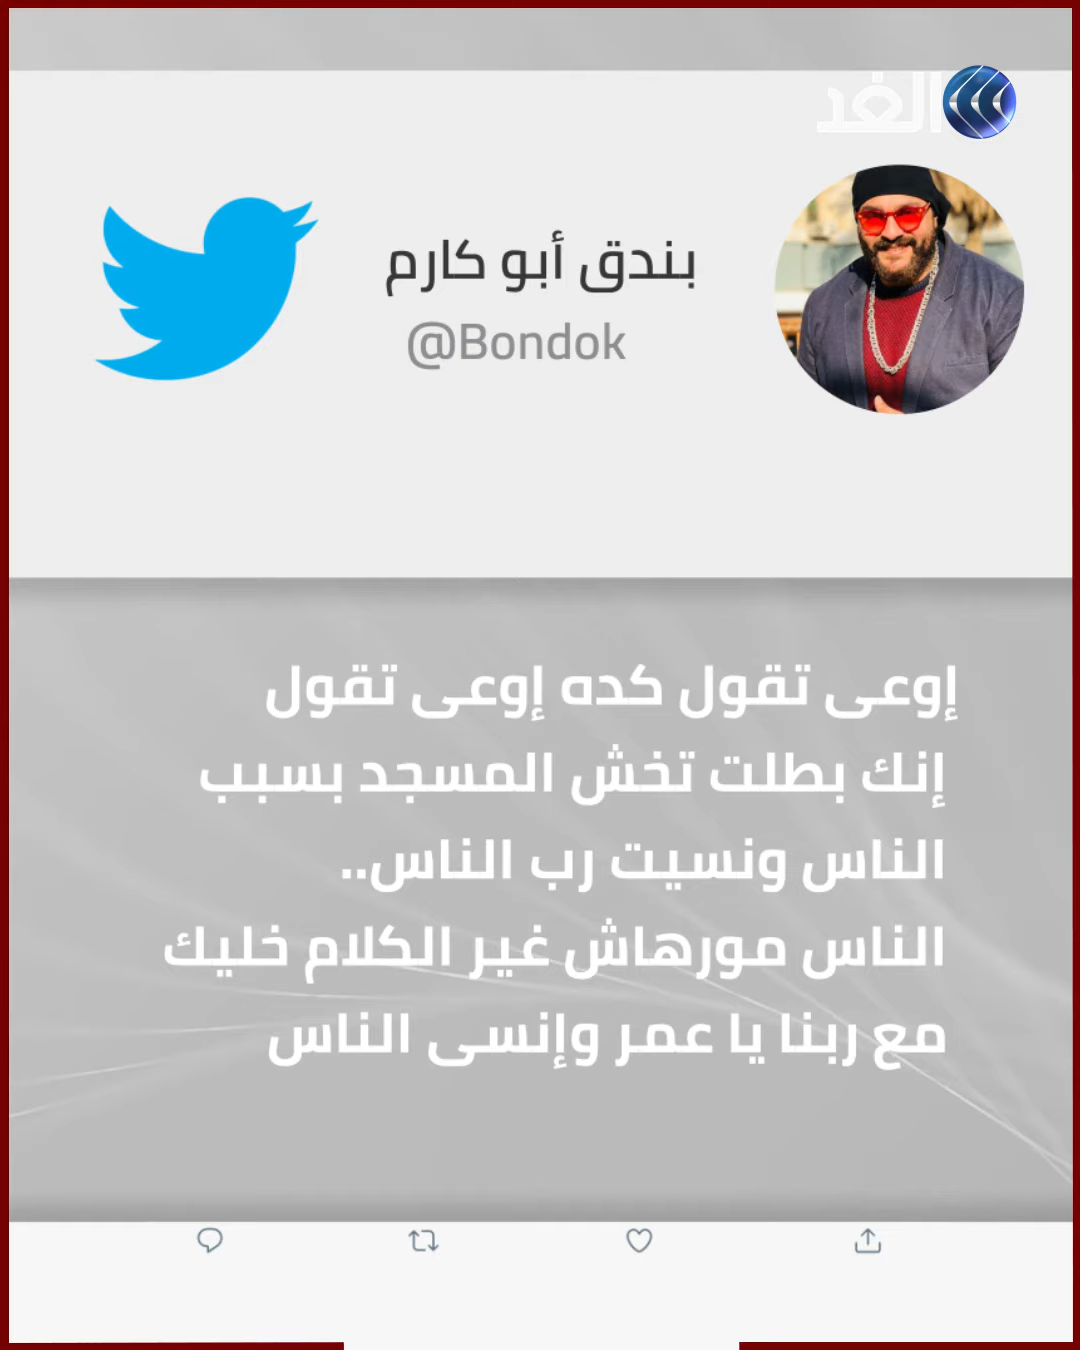 الغد
بندق أبو كارم
@Bondok
إوعى تقول كده إوعى تقول
إنك بطلت تخش المسجد بسبب
الناس ونسيت رب الناس..
الناس مورهاش غير الكلام خليك
مع ربنا يا عمر وإنسى الناس